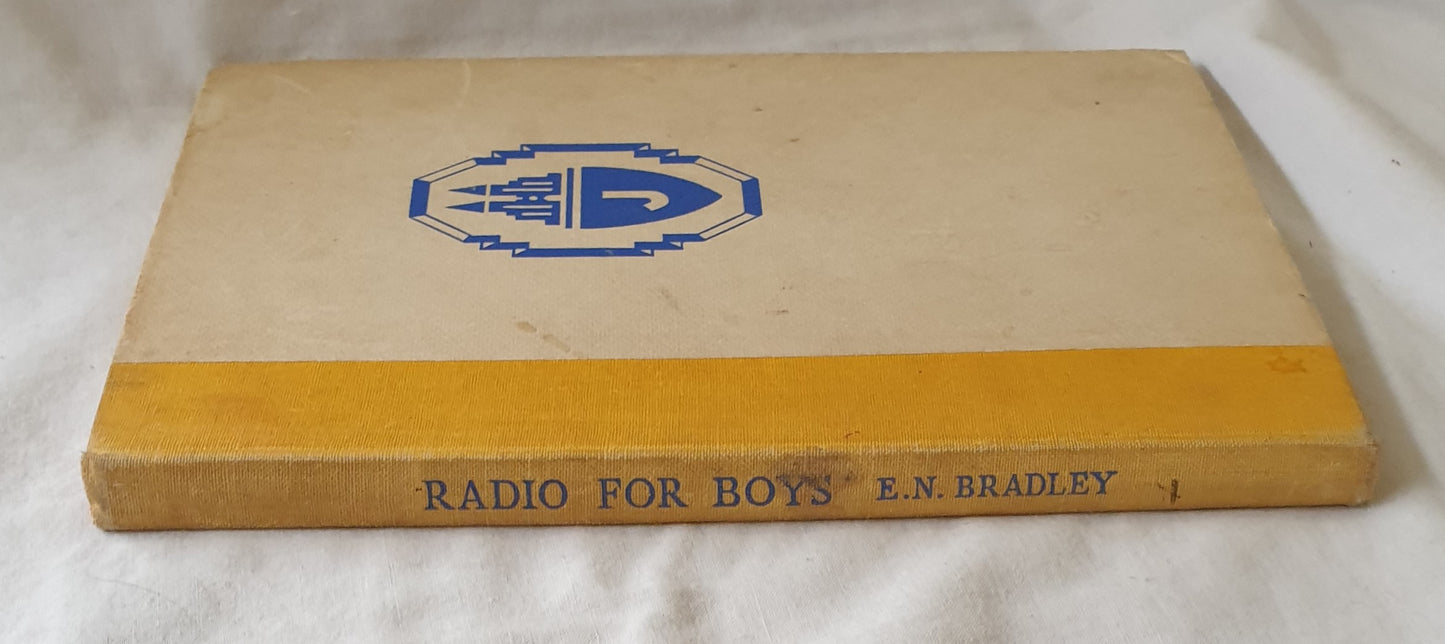 RADIO FOR BOYS E.N. BRADLEY
J